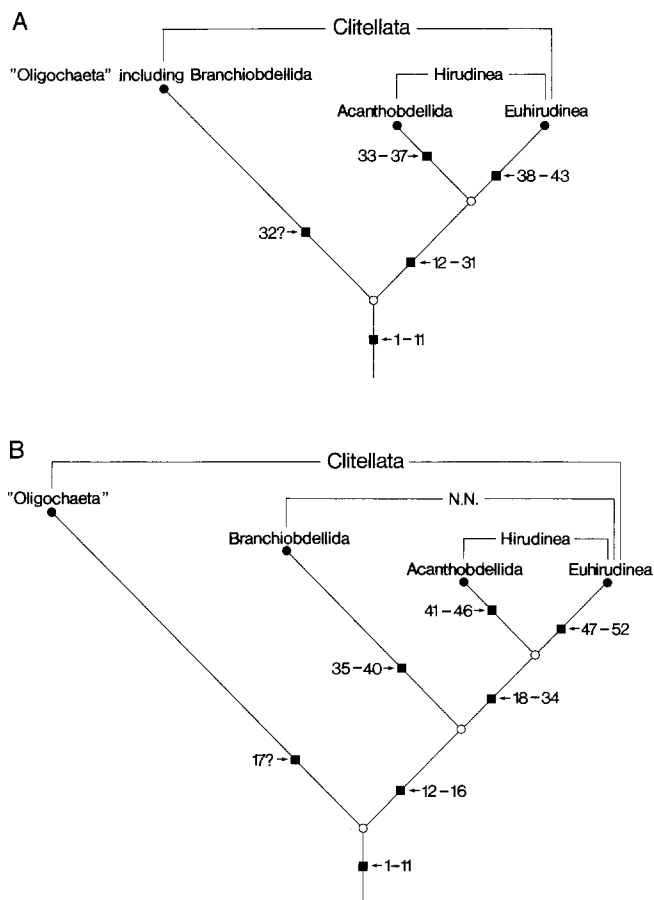 A
Clitellata
"Oligochaeta" including Branchiobdellida
Hirudinea
Acanthobdellida
Euhirudinea
33-37
38-43
32?
12-31
1-11
B
Clitellata
"Oligochaeta"
N.N.
Branchiobdellida
Hirudinea
Acanthobdellida
Euhirudinea
41-46
47-52
35-40
18-34
17?
12-16
1-11